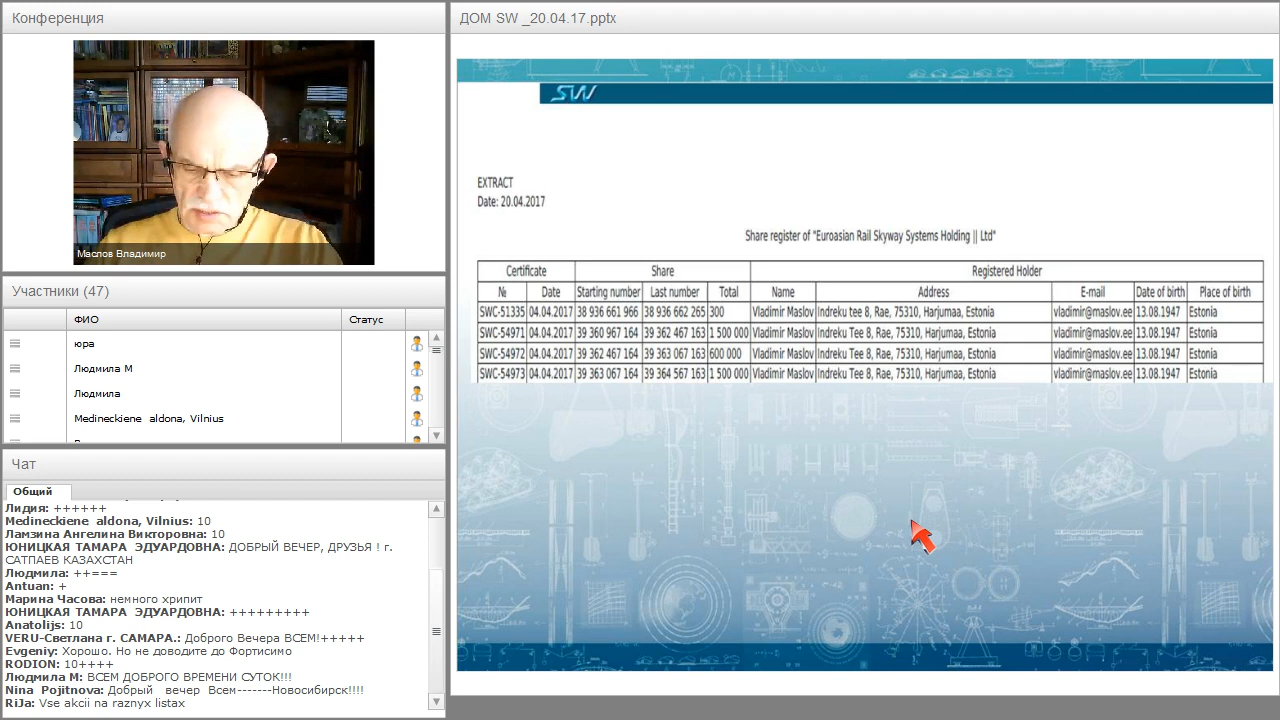 Конференция
Маслов Владимир
Участники (47)
ФИО Статус
юра
Людмила М
Людмила
Medineckiene aldona, Vilnius
Чат
Общий
Лидия: ++++++
Medineckiene aldona, Vilnius: 10
Ламзина Ангелина Викторовна: 10
ЮНИЦКАЯ ТАМАРА ЭДУАРДОВНА: ДОБРЫЙ ВЕЧЕР, ДРУЗЬЯ ! г.
САТПАЕВ КАЗАХСТАН
Людмила: ++===
Antuan: +
Марина Часова: немного хрипит
ЮНИЦКАЯ ТАМАРА ЭДУАРДОВНА: +++++++++
Anatolijs: 10
VERU-Светлана г. САМАРА.: Доброго Вечера ВСЕМ!+++++
Evgeniy: Хорошо. Но не доводите до Фортисимо
RODION: 10++++
Людмила М: ВСЕМ ДОБРОГО ВРЕМЕНИ СУТОК!!!
Nina Pojitnova: Добрый вечер Всем-------Новосибирск!!!!
RiJa: Vse akcii na raznyx listax
ДОМ SW _20.04.17.pptx
SW
EXTRACT
Date: 20.04.2017
Share register of "Euroasian Rail Skyway Systems Holding || Ltd"
Certificate Share Registered Holder
№ Date Starting number Last number Total Name Address E-mail Date of birth Place of birth
SWC-51335 04.04.2017 38 936 661 966 38 936 662 265 300 Vladimir Maslov Indreku tee 8, Rae, 75310, Harjumaa, Estonia vladimir@maslov.ee 13.08.1947 Estonia
SWC-54971 04.04.2017 39 360 967 164 39 362 467 163 1 500 000 Vladimir Maslov Indreku Tee 8, Rae, 75310, Harjumaa, Estonia vladimir@maslov.ee 13.08.1947 Estonia
SWC-54972 04.04.2017 39 362 467 164 39 363 067 163 600 000 Vladimir Maslov Indreku Tee 8, Rae, 75310, Harjumaa, Estonia vladimir@maslov.ee 13.08.1947 Estonia
SWC-54973 04.04.2017 39 363 067 164 39 364 567 163 1 500 000 Vladimir Maslov Indreku Tee 8, Rae, 75310, Harjumaa, Estonia vladimir@maslov.ee 13.08.1947 Estonia